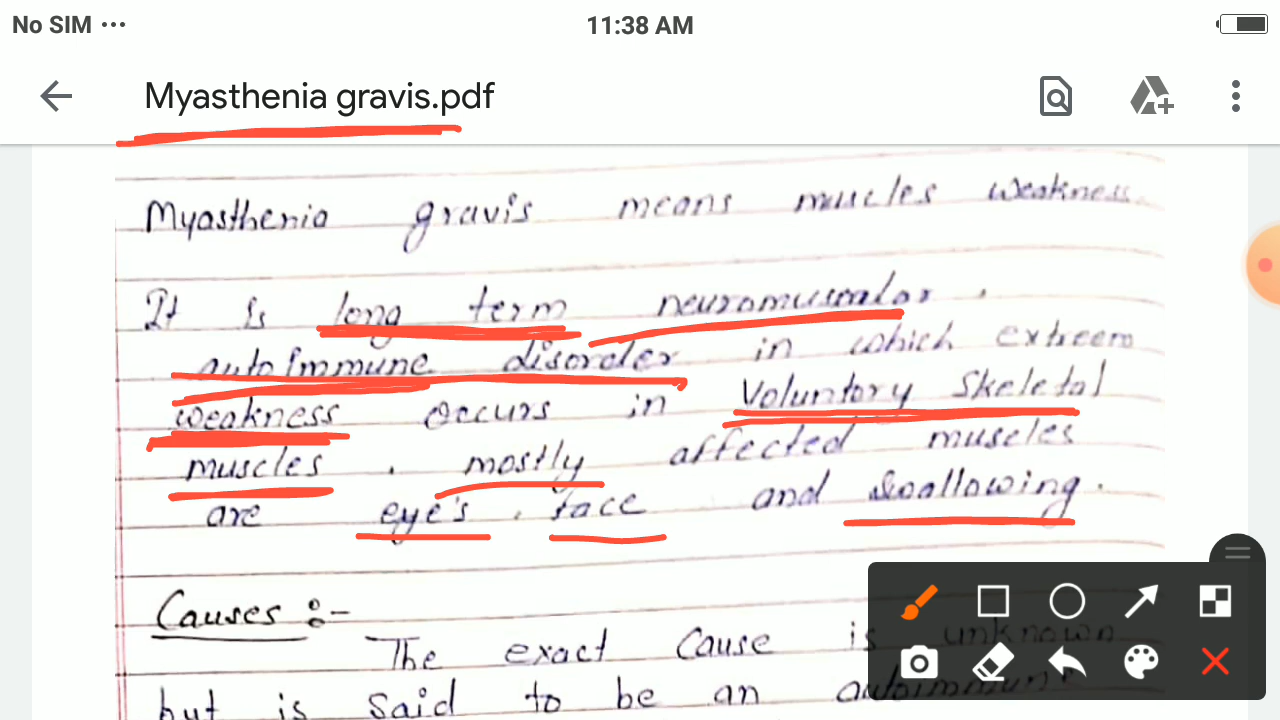 No SIM ...
11:38 AM
Myasthenia gravis.pdf
Myasthenia gravis means muscles weakness.
It is long term neuromuscular
autoimmune disorder in which extreem
weakness occurs in Voluntory Skeletal
muscles . mostly affected muscles
are eye's , face and swallowing.
Causes :-
The exact Cause is unknown
but is said to be an autoimmune